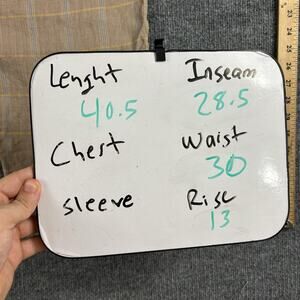 Lenght
40.5
Chest
sleeve
Inseam
28.5
Waist
30
Rise
13